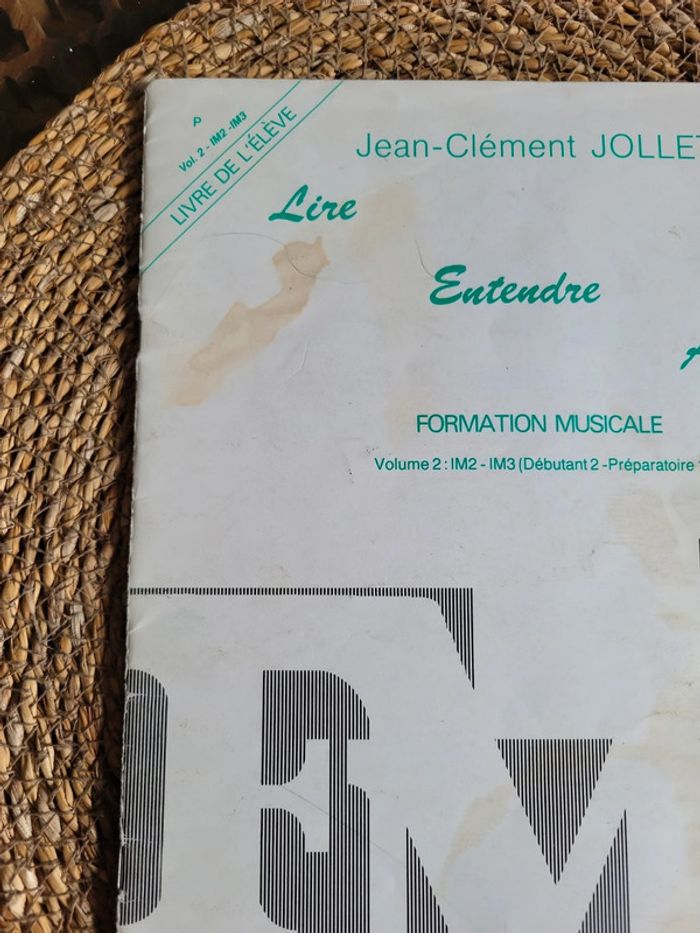 Vol. 2 - IM2 - IM3
LIVRE DE L'ÉLÈVE
Jean-Clément JOLLET
Lire
Entendre
FORMATION MUSICALE
Volume 2 : IM2 - IM3 (Débutant 2 - Préparatoire
FM